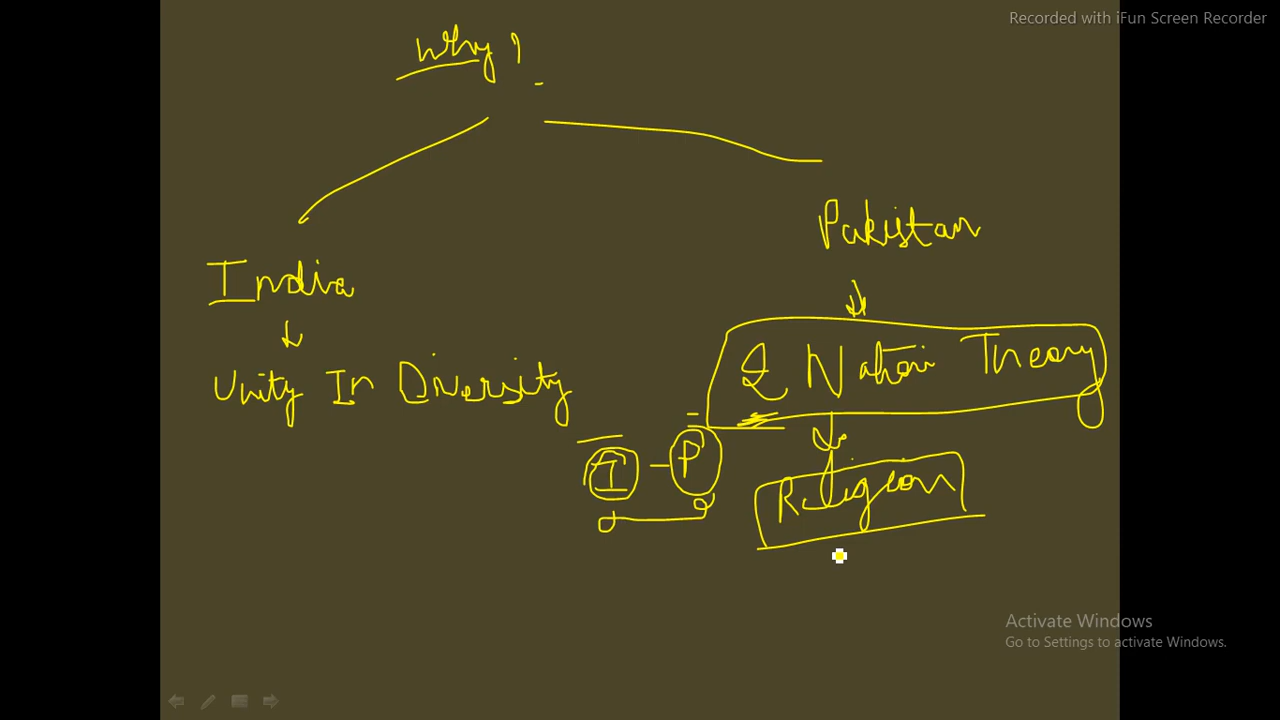 Recorded with iFun Screen Recorder
Why?
Pakistan
India
2 Nation Theory
Unity In Diversity
I - P
Religion
Activate Windows
Go to Settings to activate Windows.